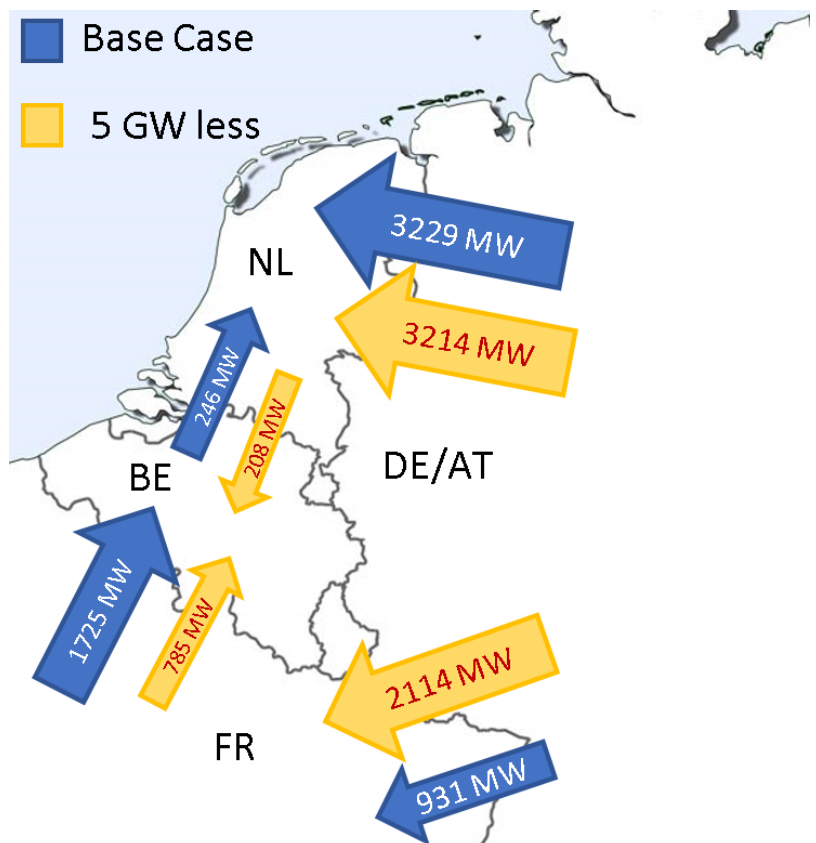 Base Case
5 GW less
3229 MW
NL
3214 MW
246 MW
208 MW
BE
DE/AT
1725 MW
785 MW
2114 MW
FR
931 MW